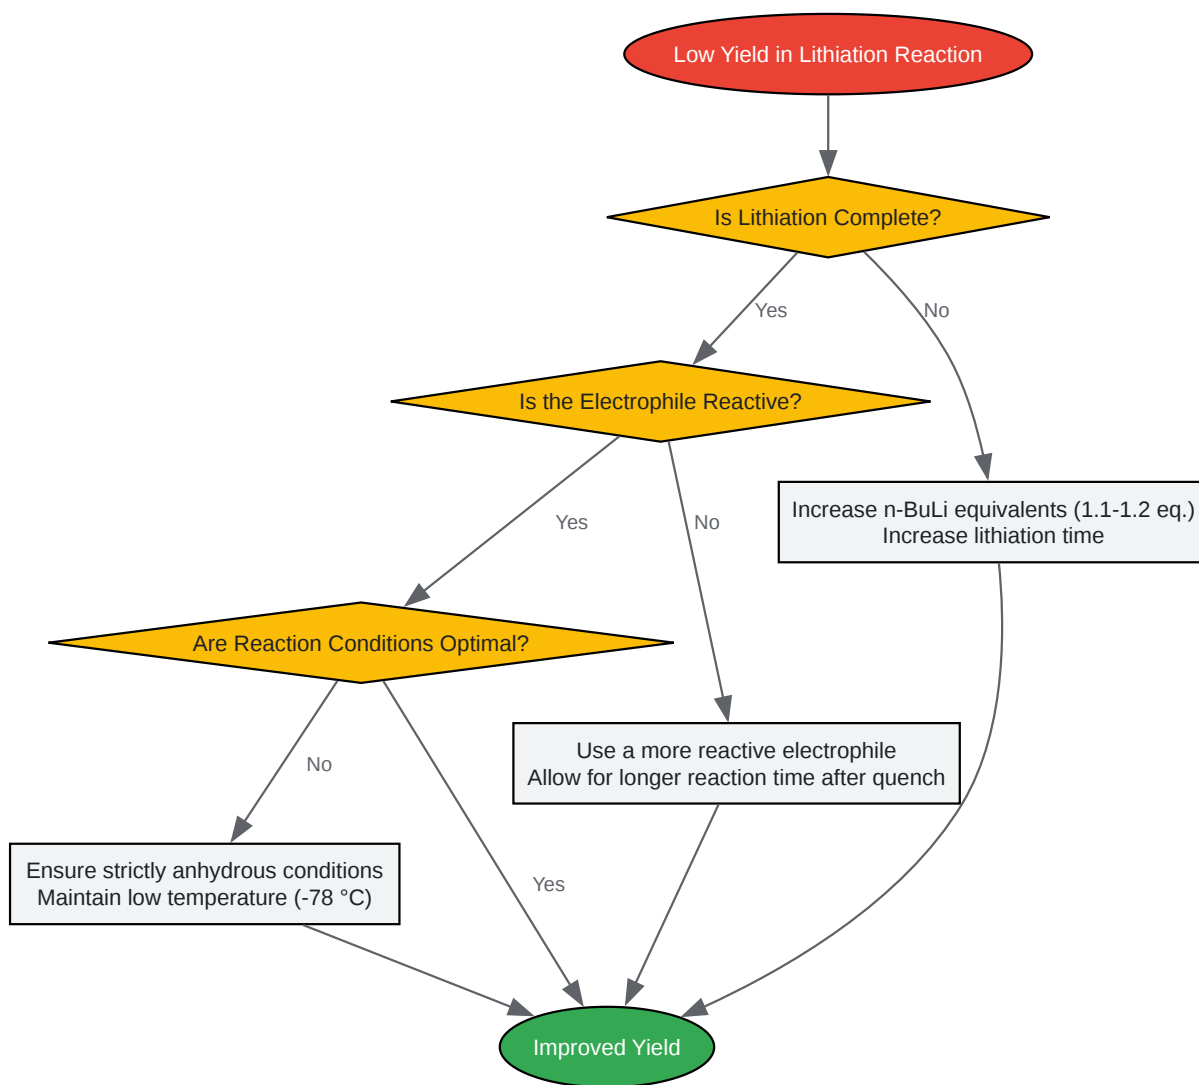 Low Yield in Lithiation Reaction
Is Lithiation Complete?
Yes
No
Is the Electrophile Reactive?
Increase n-BuLi equivalents (1.1-1.2 eq.)
Increase lithiation time
Yes
No
Are Reaction Conditions Optimal?
Use a more reactive electrophile
Allow for longer reaction time after quench
No
Ensure strictly anhydrous conditions
Maintain low temperature (-78 °C)
Yes
Improved Yield